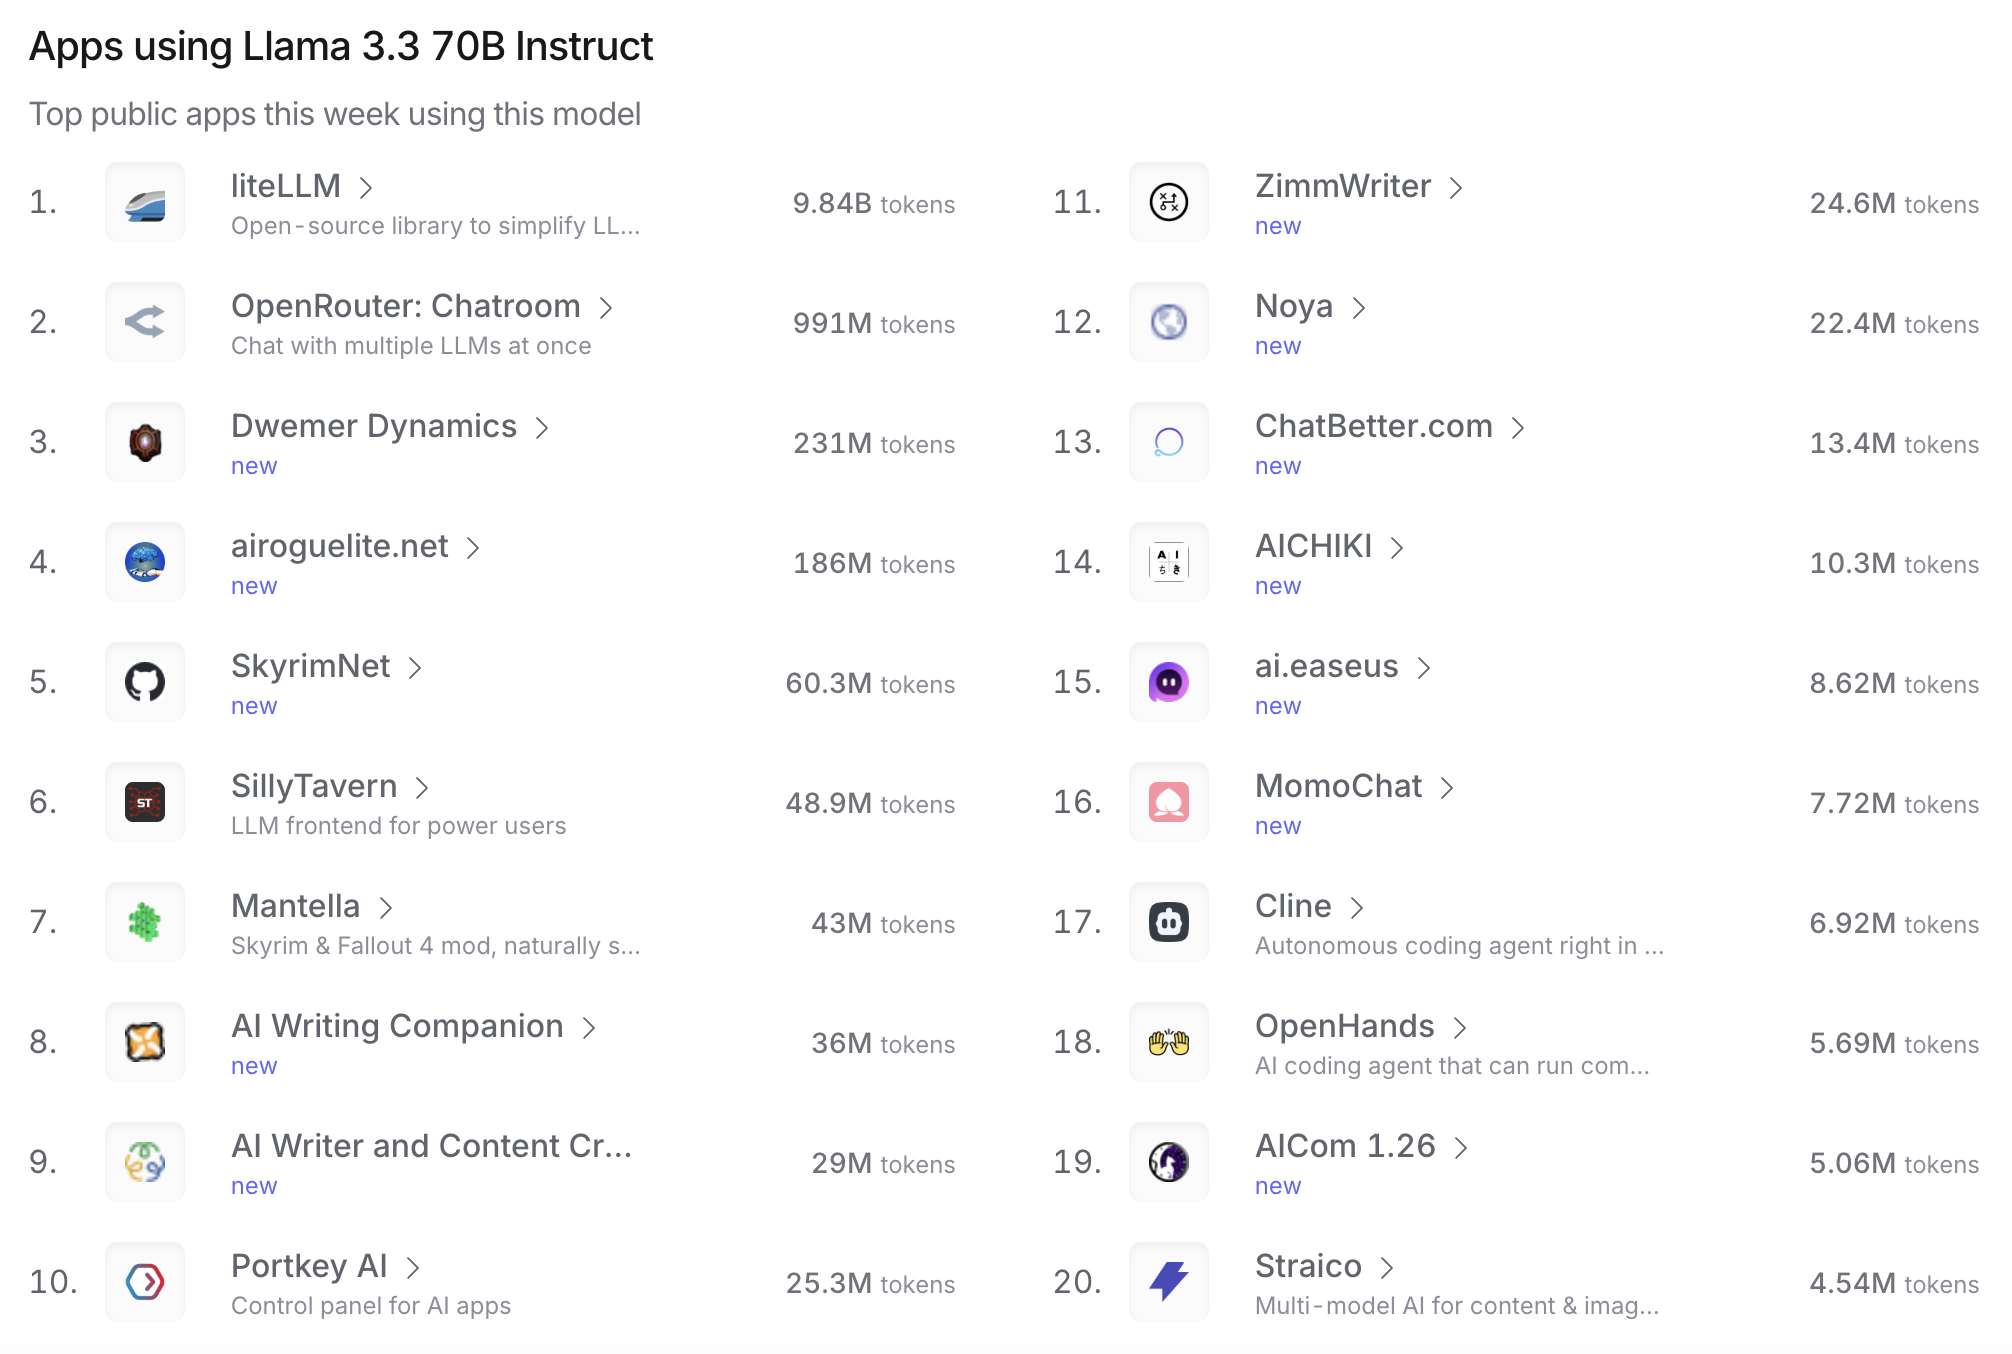 Apps using Llama 3.3 70B Instruct
Top public apps this week using this model
1. liteLLM 9.84B tokens
Open-source library to simplify LL...
2. OpenRouter: Chatroom 991M tokens
Chat with multiple LLMs at once
3. Dwemer Dynamics 231M tokens
new
4. airoguelite.net 186M tokens
new
5. SkyrimNet 60.3M tokens
new
6. ST SillyTavern 48.9M tokens
LLM frontend for power users
7. Mantella 43M tokens
Skyrim & Fallout 4 mod, naturally s...
8. AI Writing Companion 36M tokens
new
9. AI Writer and Content Cr... 29M tokens
new
10. Portkey AI 25.3M tokens
Control panel for AI apps
11. ZimmWriter 24.6M tokens
new
12. Noya 22.4M tokens
new
13. ChatBetter.com 13.4M tokens
new
14. AIちき AICHIKI 10.3M tokens
new
15. ai.easeus 8.62M tokens
new
16. MomoChat 7.72M tokens
new
17. Cline 6.92M tokens
Autonomous coding agent right in ...
18. OpenHands 5.69M tokens
AI coding agent that can run com...
19. AICom 1.26 5.06M tokens
new
20. Straico 4.54M tokens
Multi-model AI for content & imag...